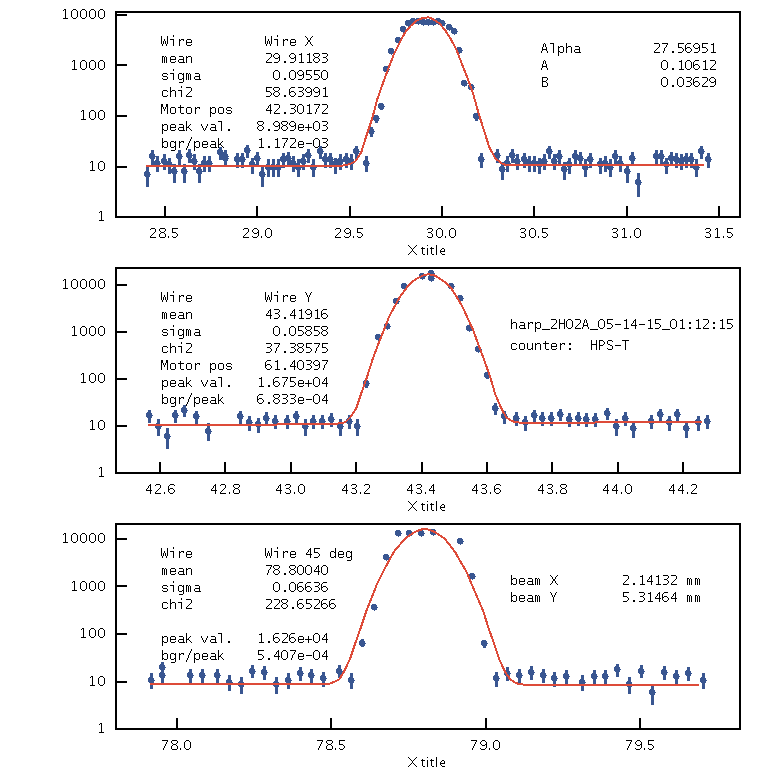 10000
1000
100
10
1
Wire Wire X
mean 29.91183
sigma 0.09550
chi2 58.63991
Motor pos 42.30172
peak val. 8.989e+03
bgr/peak 1.172e-03
Alpha 27.56951
A 0.10612
B 0.03629
28.5 29.0 29.5 30.0 30.5 31.0 31.5
X title
10000
1000
100
10
1
Wire Wire Y
mean 43.41916
sigma 0.05858
chi2 37.38575
Motor pos 61.40397
peak val. 1.675e+04
bgr/peak 6.833e-04
harp_2H02A_05-14-15_01:12:15
counter: HPS-T
42.6 42.8 43.0 43.2 43.4 43.6 43.8 44.0 44.2
X title
10000
1000
100
10
1
Wire Wire 45 deg
mean 78.80040
sigma 0.06636
chi2 228.65266
peak val. 1.626e+04
bgr/peak 5.407e-04
beam X 2.14132 mm
beam Y 5.31464 mm
78.0 78.5 79.0 79.5
X title